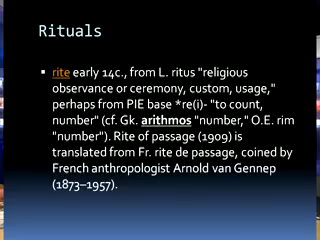 Rituals
rite early 14c., from L. ritus "religious
observance or ceremony, custom, usage,"
perhaps from PIE base *re(i)- "to count,
number" (cf. Gk. arithmos "number," O.E. rim
"number"). Rite of passage (1909) is
translated from Fr. rite de passage, coined by
French anthropologist Arnold van Gennep
(1873–1957).